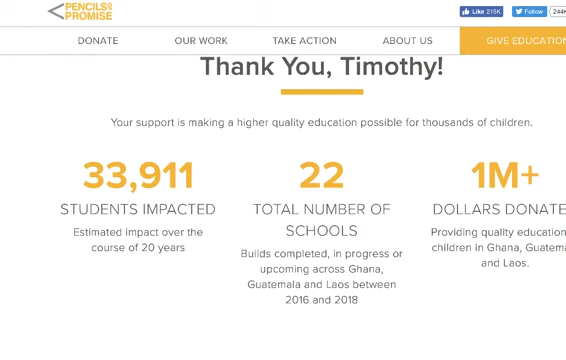 PENCILS OF
PROMISE
Like 215K
Follow
DONATE OUR WORK TAKE ACTION ABOUT US GIVE EDUCATION
Thank You, Timothy!
Your support is making a higher quality education possible for thousands of children.
33,911 22 1M+
STUDENTS IMPACTED
Estimated impact over the
course of 20 years
TOTAL NUMBER OF
SCHOOLS
Builds completed, in progress or
upcoming across Ghana,
Guatemala and Laos between
2016 and 2018
DOLLARS DONATE
Providing quality education
children in Ghana, Guatema
and Laos.